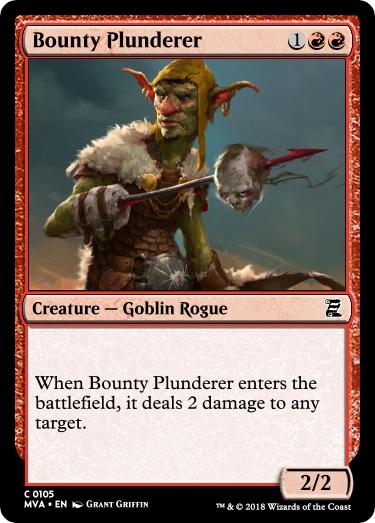 Bounty Plunderer 1
Creature — Goblin Rogue
When Bounty Plunderer enters the
battlefield, it deals 2 damage to any
target.
2/2
C 0105
MVA • EN GRANT GRIFFIN
™ & © 2018 Wizards of the Coast